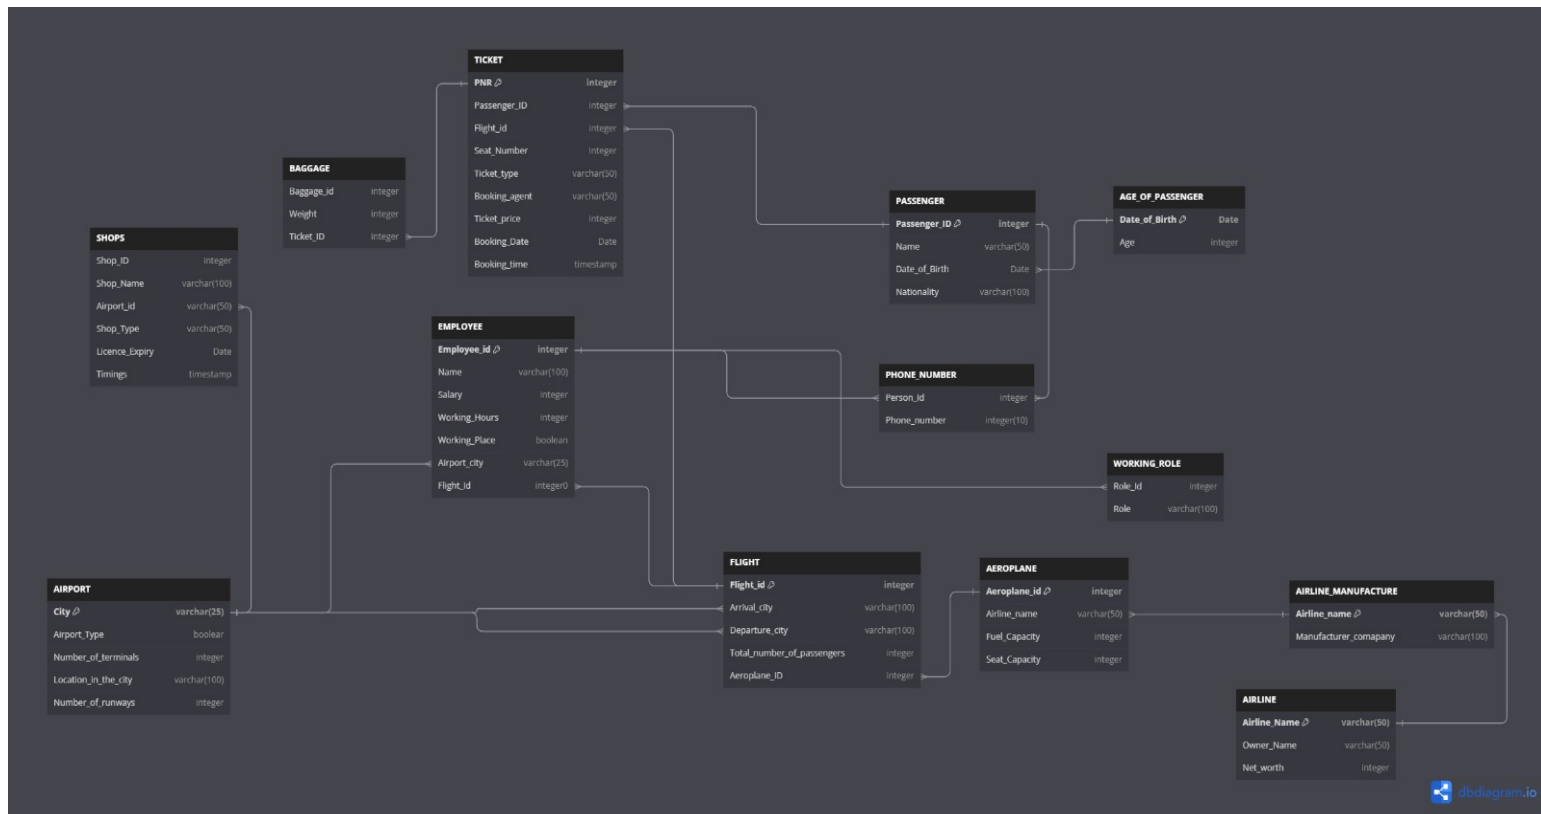 TICKET
PNR integer
Passenger_ID integer
Flight_id integer
Seat_Number integer
Ticket_type varchar(50)
Booking_agent varchar(50)
Ticket_price integer
Booking_Date Date
Booking_time timestamp
BAGGAGE
Baggage_id integer
Weight integer
Ticket_ID integer
SHOPS
Shop_ID integer
Shop_Name varchar(100)
Airport_id varchar(50)
Shop_Type varchar(50)
Licence_Expiry Date
Timings timestamp
PASSENGER
Passenger_ID integer
Name varchar(50)
Date_of_Birth Date
Nationality varchar(100)
AGE_OF_PASSENGER
Date_of_Birth Date
Age integer
EMPLOYEE
Employee_id integer
Name varchar(100)
Salary integer
Working_Hours integer
Working_Place boolean
Airport_city varchar(25)
Flight_Id integer0
PHONE_NUMBER
Person_Id integer
Phone_number integer(10)
WORKING_ROLE
Role_Id integer
Role varchar(100)
AIRPORT
City varchar(25)
Airport_Type boolear
Number_of_terminals integer
Location_in_the_city varchar(100)
Number_of_runways integer
FLIGHT
Flight_id integer
Arrival_city varchar(100)
Departure_city varchar(100)
Total_number_of_passengers integer
Aeroplane_ID integer
AEROPLANE
Aeroplane_id integer
Airline_name varchar(50)
Fuel_Capacity integer
Seat_Capacity integer
AIRLINE_MANUFACTURE
Airline_name varchar(50)
Manufacturer_comapany varchar(100)
AIRLINE
Airline_Name varchar(50)
Owner_Name varchar(50)
Net_worth integer
dbdiagram.io